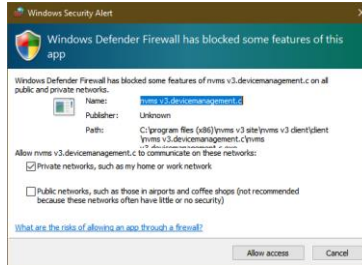 Windows Security Alert
Windows Defender Firewall has blocked some features of this
app
Windows Defender Firewall has blocked some features of nvms v3.devicemanagement.c on all
public and private networks.
Name: nvms v3.devicemanagement.c
Publisher: Unknown
Path: C:\program files (x86)\nvms v3 site\nvms v3 client\client
\nvms v3.devicemanagement.c\nvms
v3.devicemanagement.c.exe
Allow nvms v3.devicemanagement.c to communicate on these networks:
Private networks, such as my home or work network
Public networks, such as those in airports and coffee shops (not recommended
because these networks often have little or no security)
What are the risks of allowing an app through a firewall?
Allow access Cancel